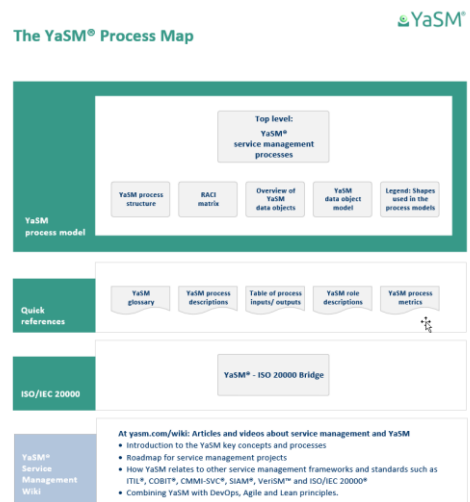 YaSM®
The YaSM® Process Map
Top level:
YaSM®
service management
processes
YaSM process
structure
RACI
matrix
Overview of
YaSM
data objects
YaSM
data object
model
Legend: Shapes
used in the
process models
YaSM
process model
YaSM
glossary
YaSM process
descriptions
Table of process
inputs/ outputs
YaSM role
descriptions
YaSM process
metrics
Quick
references
YaSM® - ISO 20000 Bridge
ISO/IEC 20000
At yasm.com/wiki: Articles and videos about service management and YaSM
• Introduction to the YaSM key concepts and processes
• Roadmap for service management projects
• How YaSM relates to other service management frameworks and standards such as
ITIL®, COBIT®, CMMI-SVC®, SIAM®, VeriSM™ and ISO/IEC 20000®
• Combining YaSM with DevOps, Agile and Lean principles.
YaSM®
Service
Management
Wiki